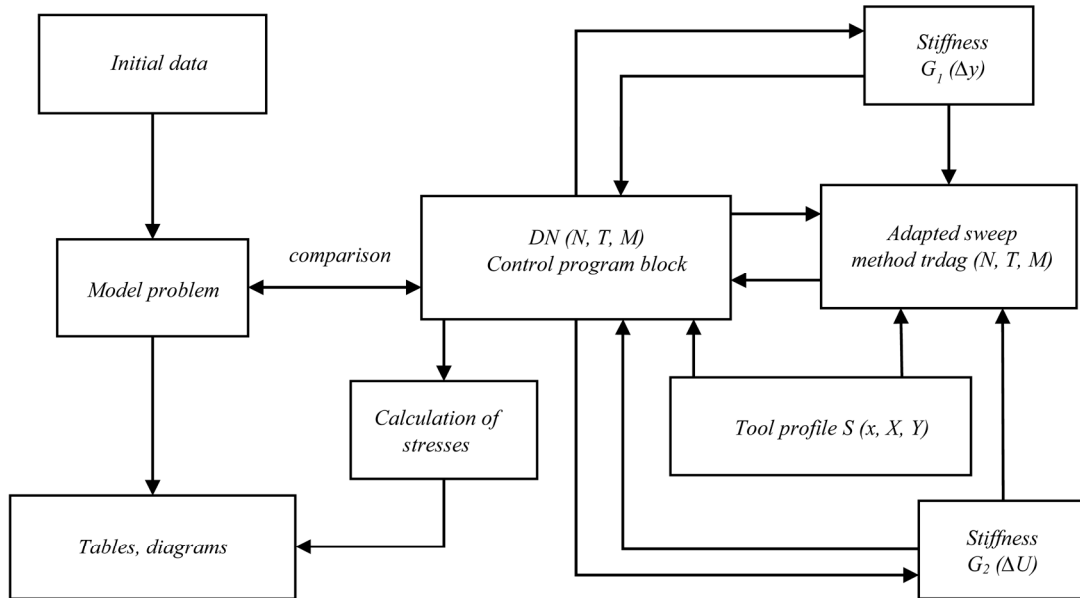 Initial data
Stiffness
G₁ (Δy)
DN (N, T, M)
Control program block
Adapted sweep
method trdag (N, T, M)
comparison
Model problem
Calculation of
stresses
Tool profile S (x, X, Y)
Tables, diagrams
Stiffness
G₂ (ΔU)